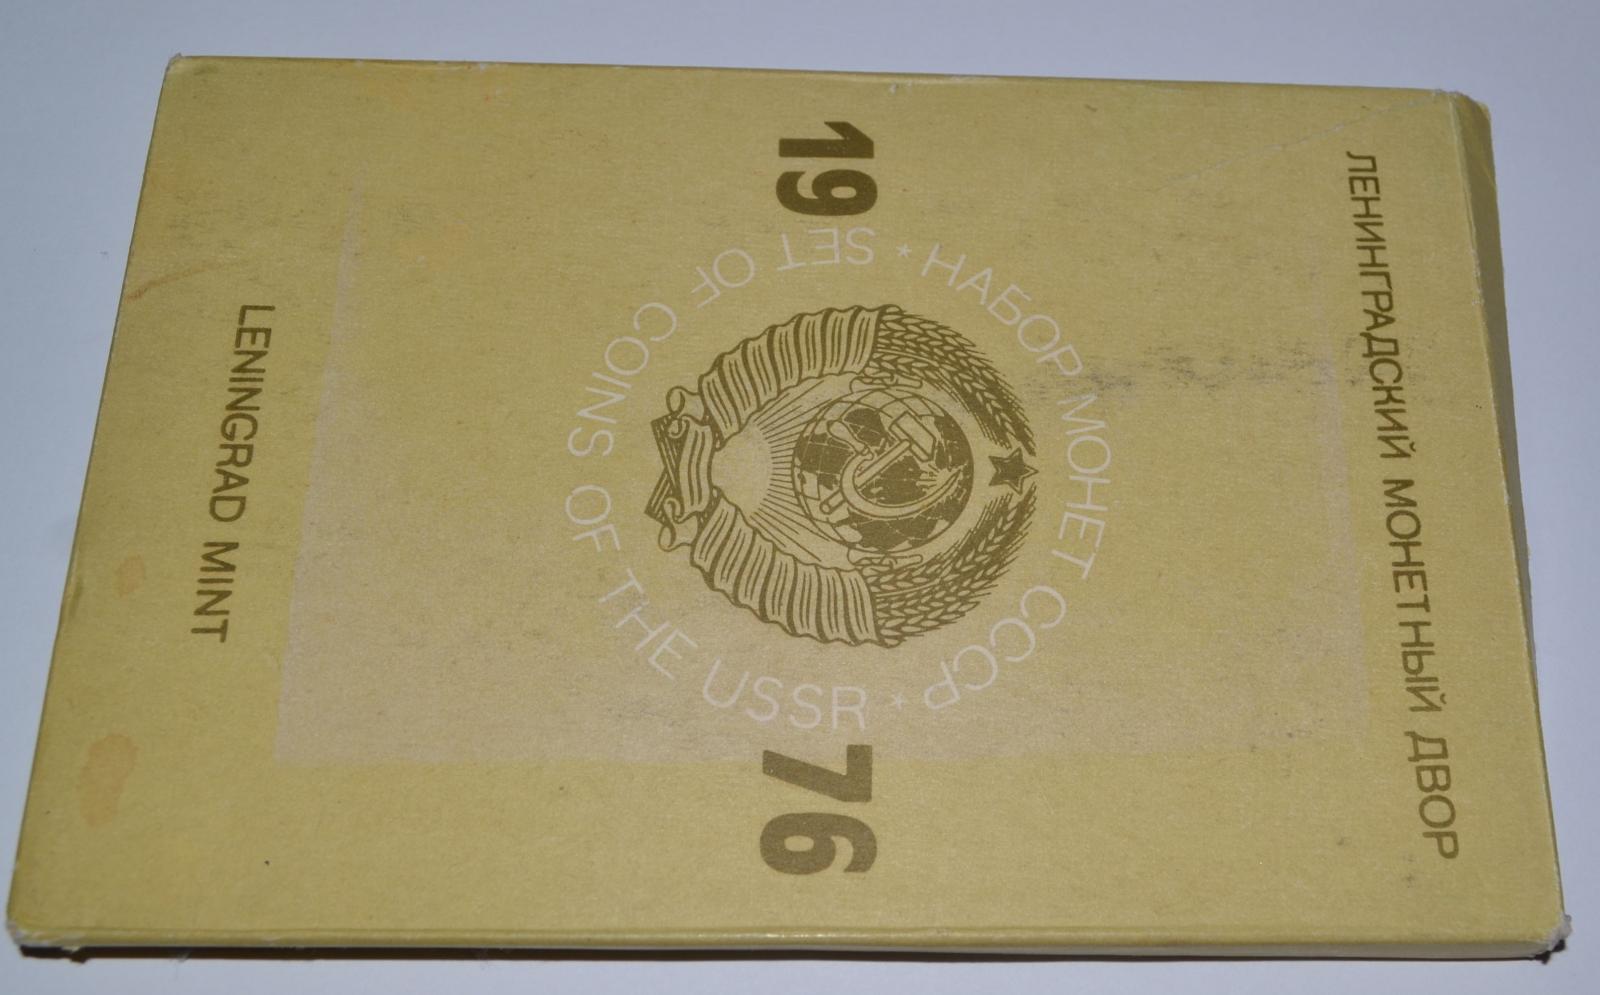 ЛЕНИНГРАДСКИЙ МОНЕТНЫЙ ДВОР
* НАБОР МОНЕТ СССР *
19 76
SET OF COINS OF THE USSR
LENINGRAD MINT